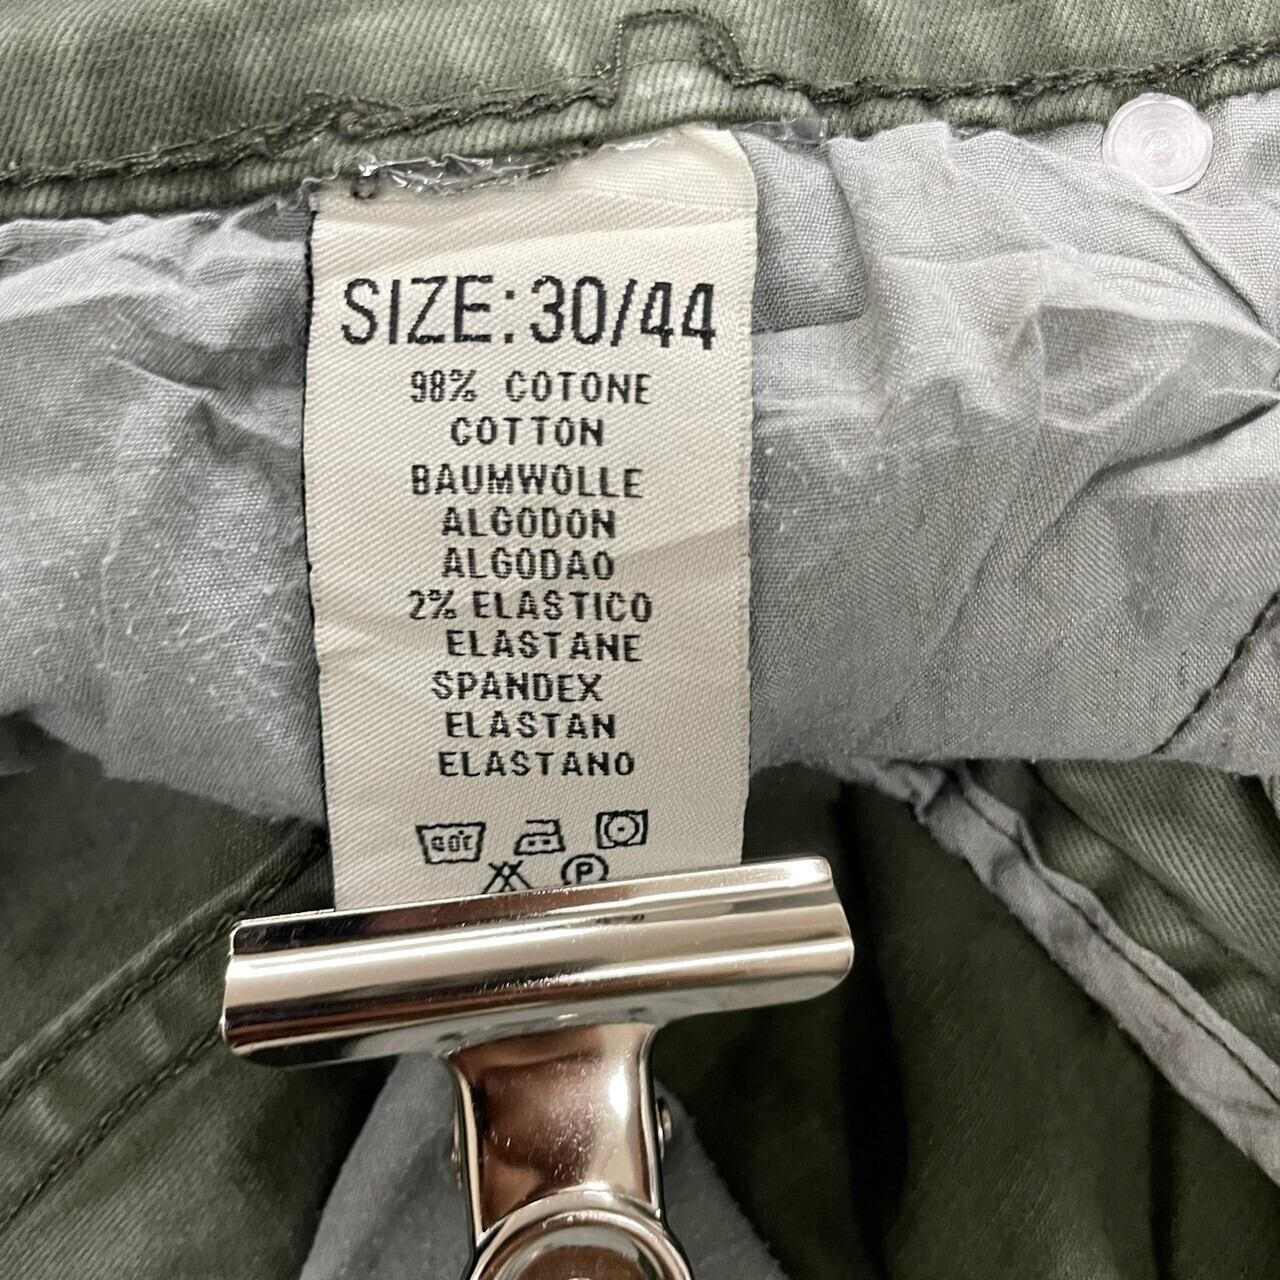 SIZE:30/44
98% COTONE
COTTON
BAUMWOLLE
ALGODON
ALGODAO
2% ELASTICO
ELASTANE
SPANDEX
ELASTAN
ELASTANO
P